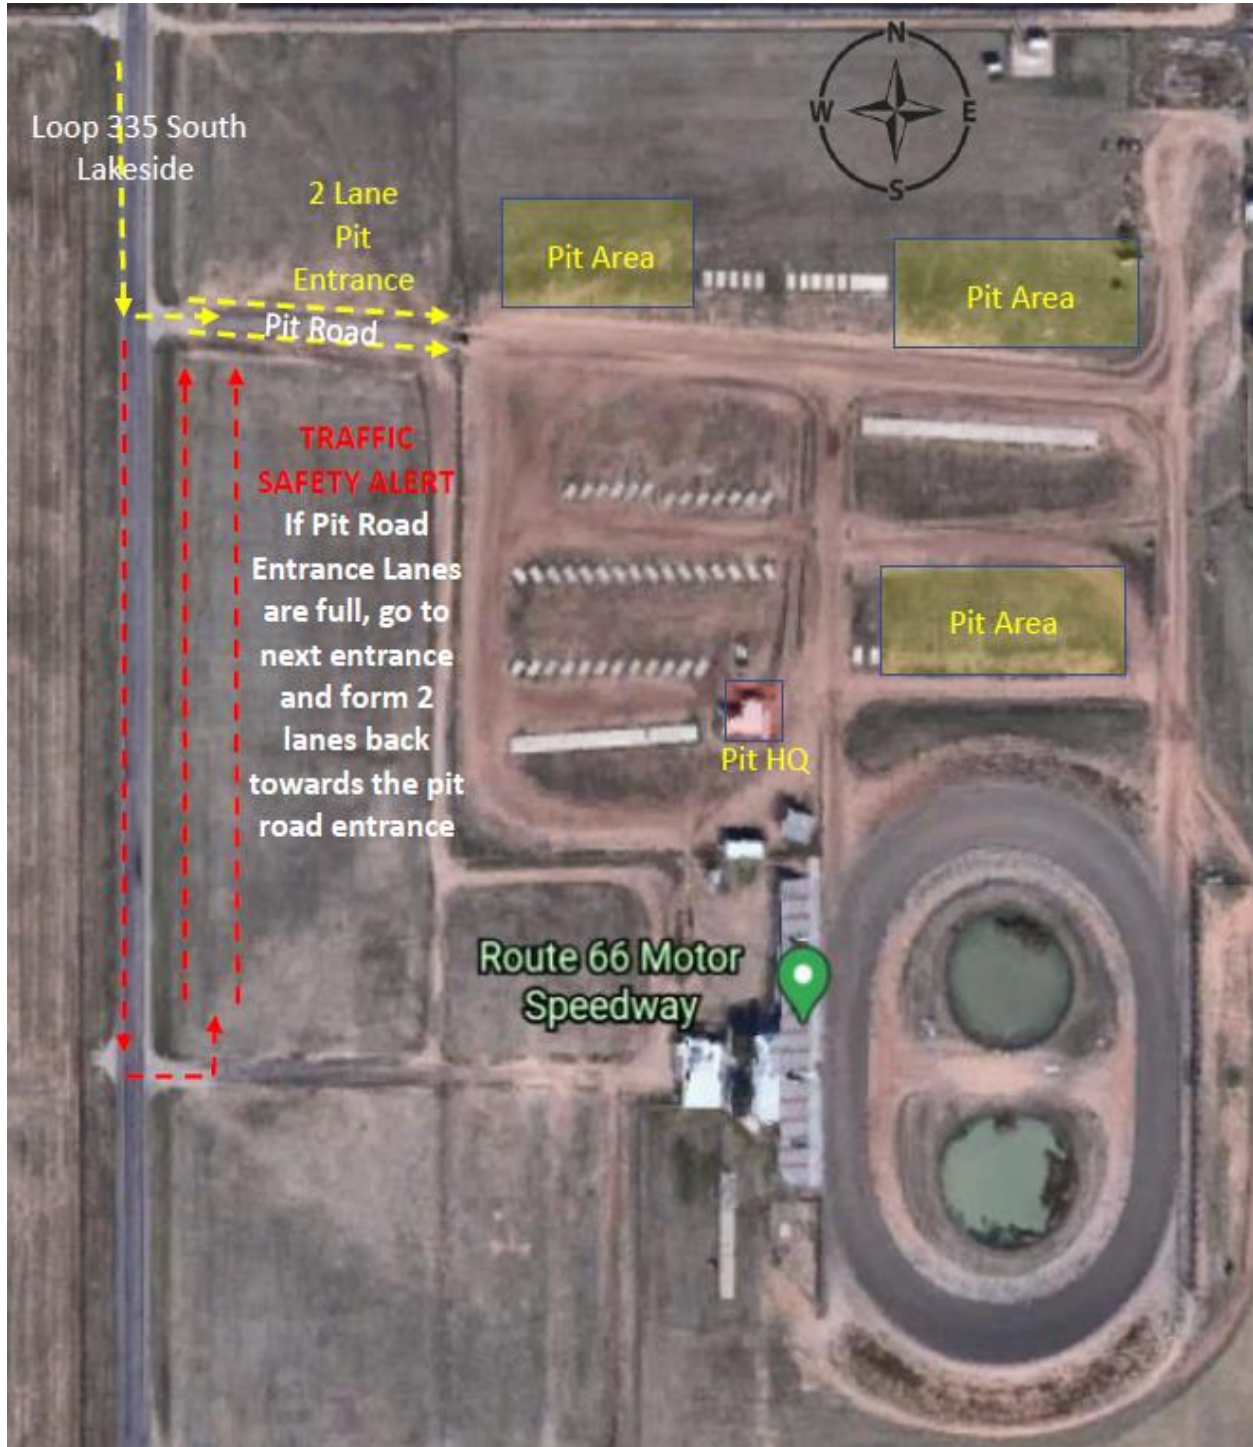 N
W
E
S
Loop 335 South
Lakeside
2 Lane
Pit
Entrance
Pit Road
Pit Area
Pit Area
TRAFFIC
SAFETY ALERT
If Pit Road
Entrance Lanes
are full, go to
next entrance
and form 2
lanes back
towards the pit
road entrance
Pit Area
Pit HQ
Route 66 Motor
Speedway